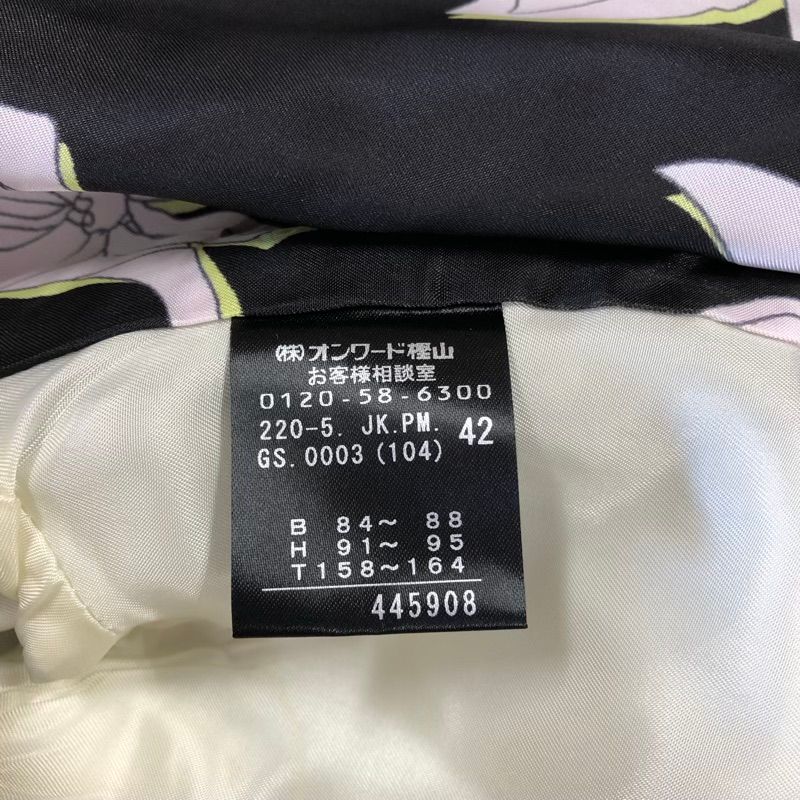 (株)オンワード樫山
お客様相談室
0120-58-6300
220-5. JK.PM. 42
GS.0003(104)
B 84〜 88
H 91〜 95
T158〜164
445908